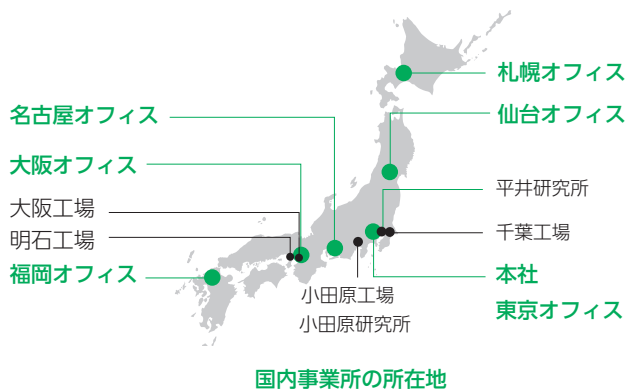 札幌オフィス
名古屋オフィス
仙台オフィス
大阪オフィス
平井研究所
大阪工場
千葉工場
明石工場
福岡オフィス
本社
小田原工場
東京オフィス
小田原研究所
国内事業所の所在地